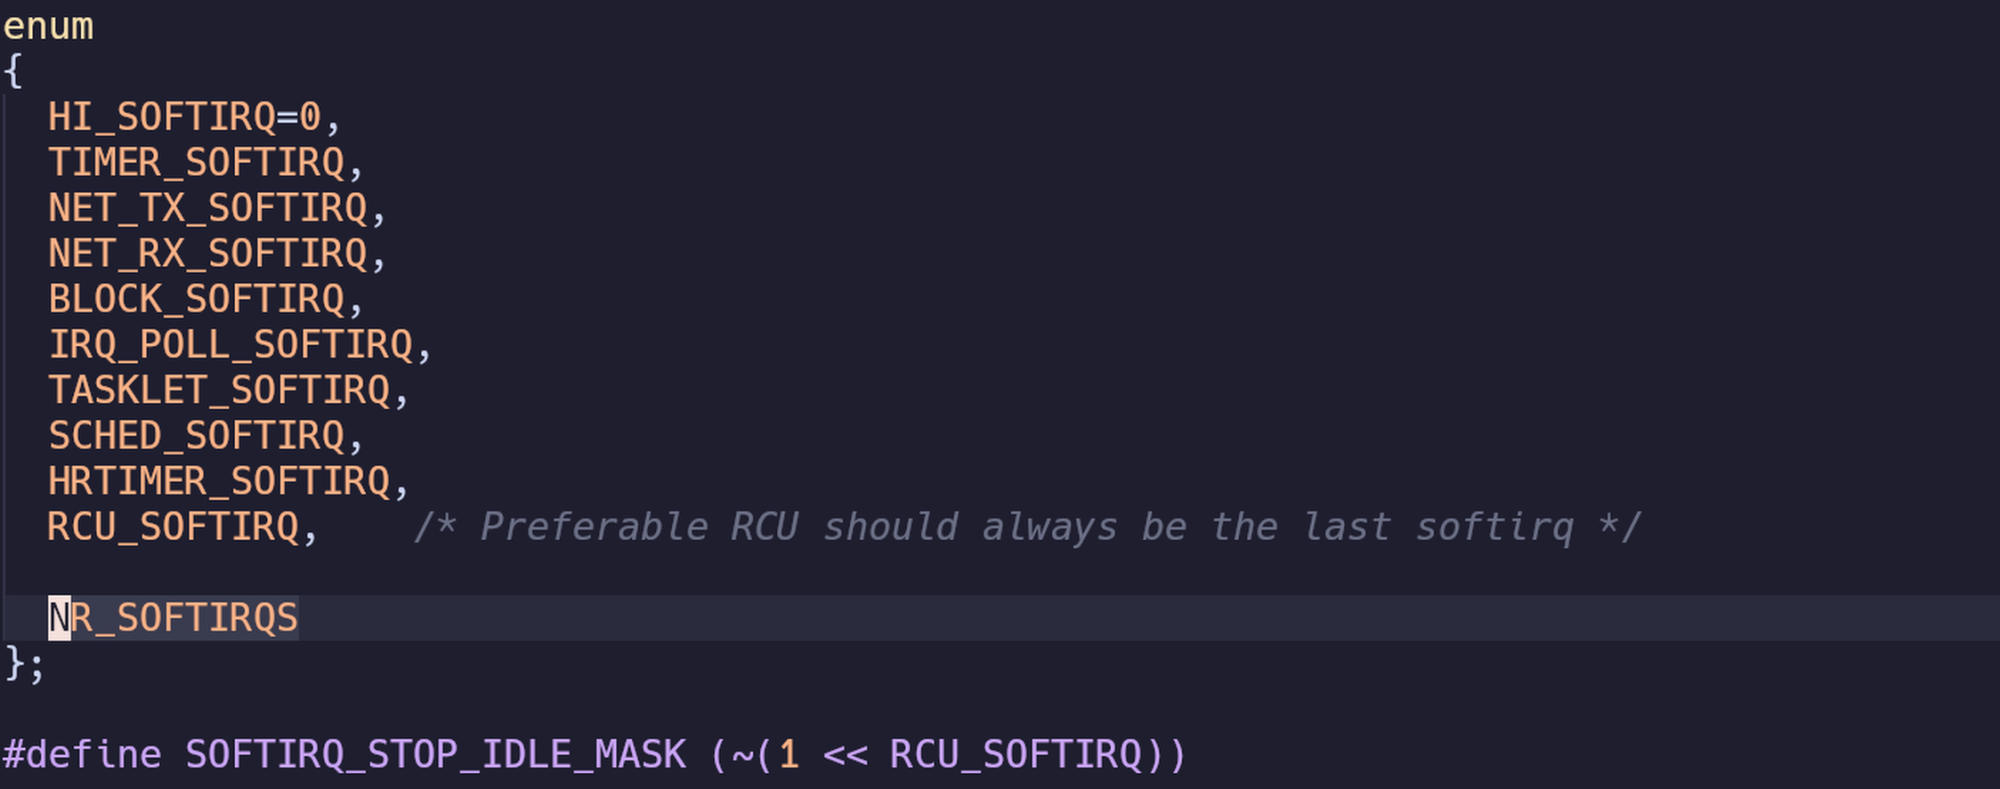 enum
{
  HI_SOFTIRQ=0,
  TIMER_SOFTIRQ,
  NET_TX_SOFTIRQ,
  NET_RX_SOFTIRQ,
  BLOCK_SOFTIRQ,
  IRQ_POLL_SOFTIRQ,
  TASKLET_SOFTIRQ,
  SCHED_SOFTIRQ,
  HRTIMER_SOFTIRQ,
  RCU_SOFTIRQ,    /* Preferable RCU should always be the last softirq */

  NR_SOFTIRQS
};

#define SOFTIRQ_STOP_IDLE_MASK (~(1 << RCU_SOFTIRQ))